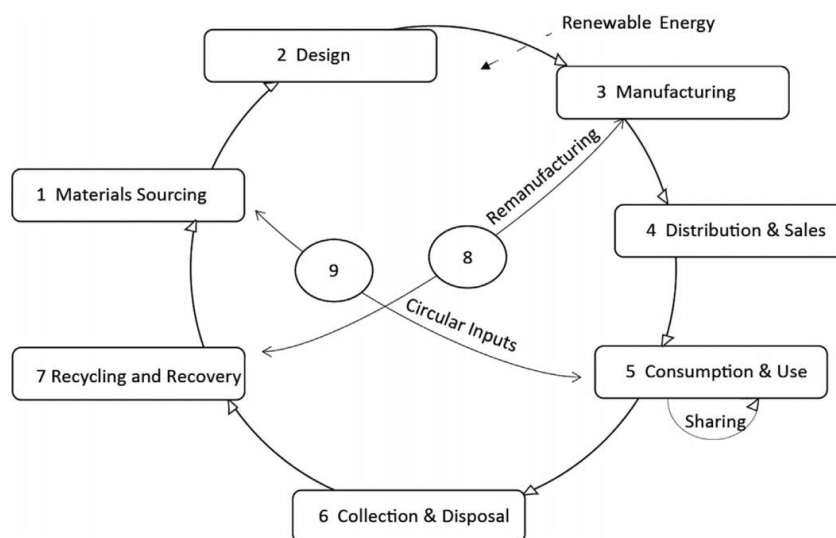 Renewable Energy
2 Design
3 Manufacturing
Remanufacturing
1 Materials Sourcing
4 Distribution & Sales
9
8
Circular Inputs
7 Recycling and Recovery
5 Consumption & Use
Sharing
6 Collection & Disposal